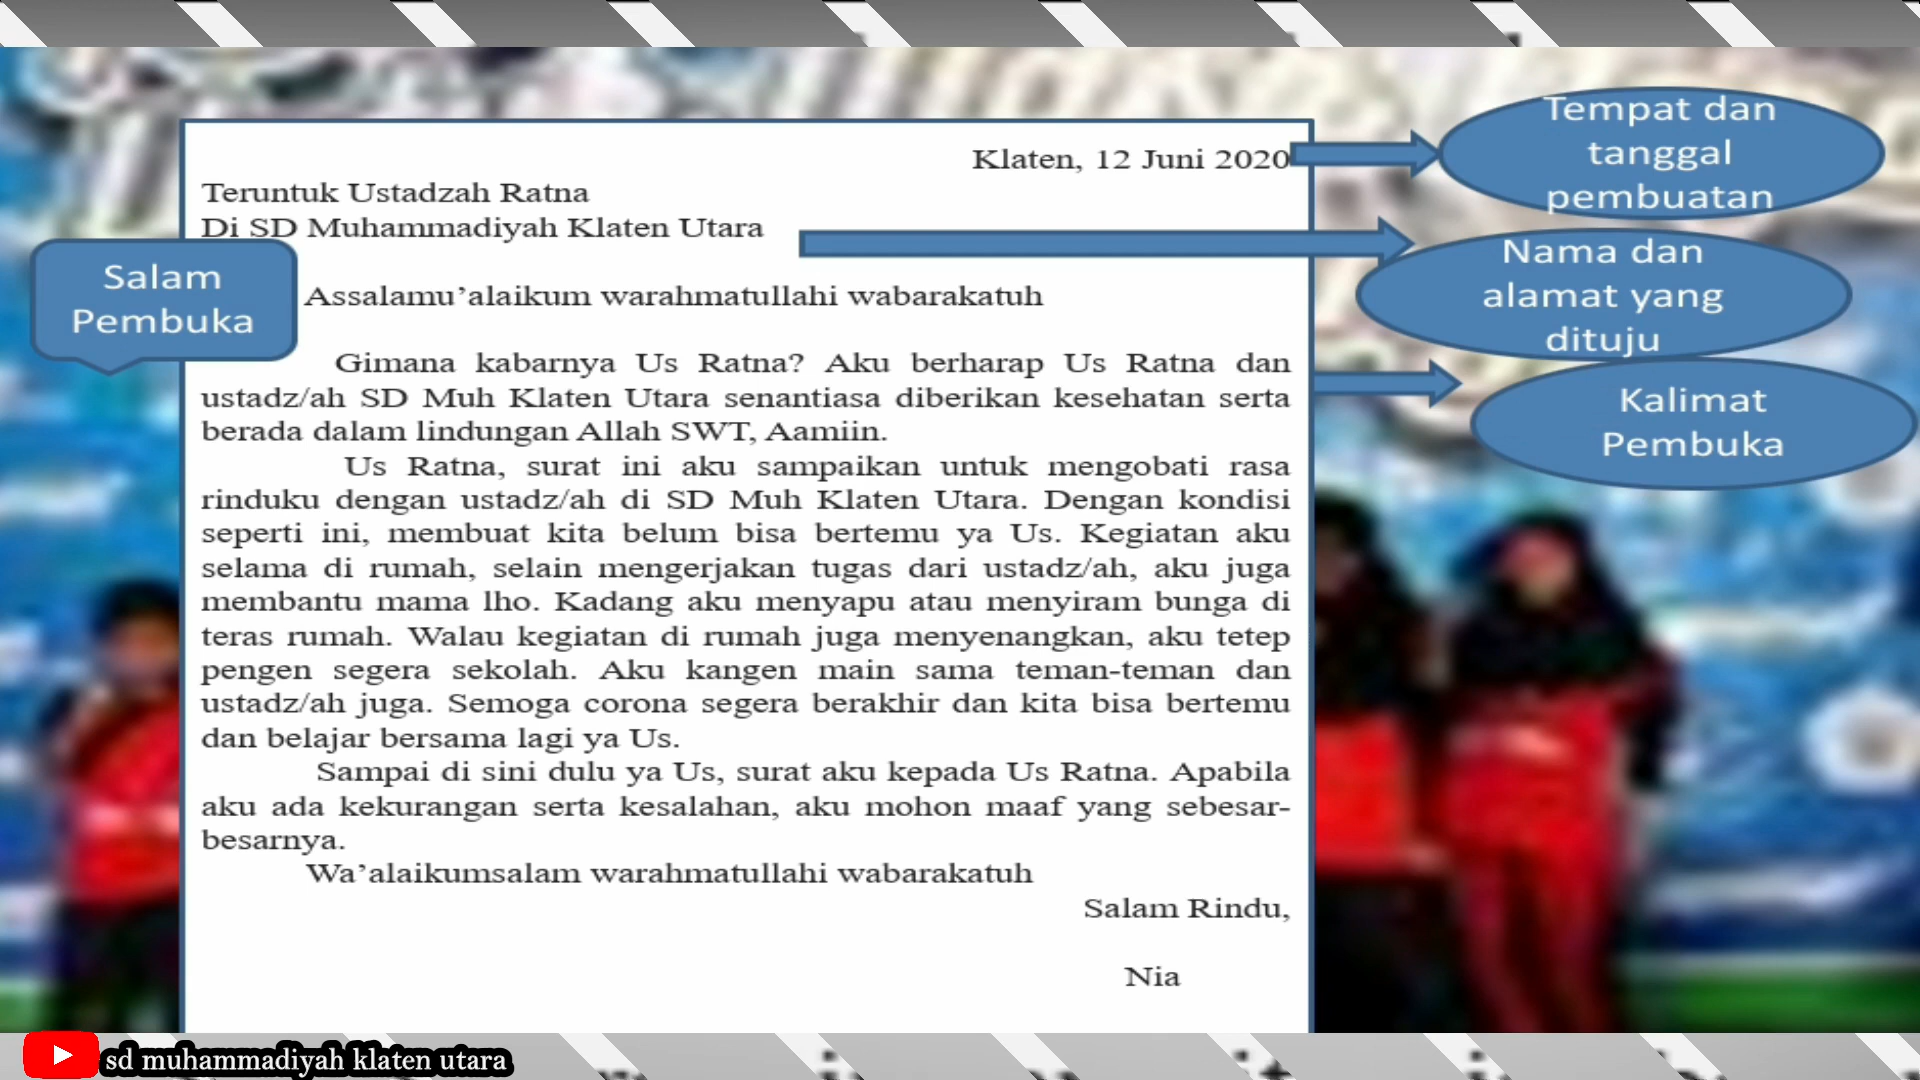 Klaten, 12 Juni 2020
Teruntuk Ustadzah Ratna
Di SD Muhammadiyah Klaten Utara
Assalamu’alaikum warahmatullahi wabarakatuh
Gimana kabarnya Us Ratna? Aku berharap Us Ratna dan
ustadz/ah SD Muh Klaten Utara senantiasa diberikan kesehatan serta
berada dalam lindungan Allah SWT, Aamiin.
Us Ratna, surat ini aku sampaikan untuk mengobati rasa
rinduku dengan ustadz/ah di SD Muh Klaten Utara. Dengan kondisi
seperti ini, membuat kita belum bisa bertemu ya Us. Kegiatan aku
selama di rumah, selain mengerjakan tugas dari ustadz/ah, aku juga
membantu mama lho. Kadang aku menyapu atau menyiram bunga di
teras rumah. Walau kegiatan di rumah juga menyenangkan, aku tetep
pengen segera sekolah. Aku kangen main sama teman-teman dan
ustadz/ah juga. Semoga corona segera berakhir dan kita bisa bertemu
dan belajar bersama lagi ya Us.
Sampai di sini dulu ya Us, surat aku kepada Us Ratna. Apabila
aku ada kekurangan serta kesalahan, aku mohon maaf yang sebesar-
besarnya.
Wa’alaikumsalam warahmatullahi wabarakatuh
Salam Rindu,
Nia
Salam
Pembuka
Tempat dan
tanggal
pembuatan
Nama dan
alamat yang
dituju
Kalimat
Pembuka
sd muhammadiyah klaten utara